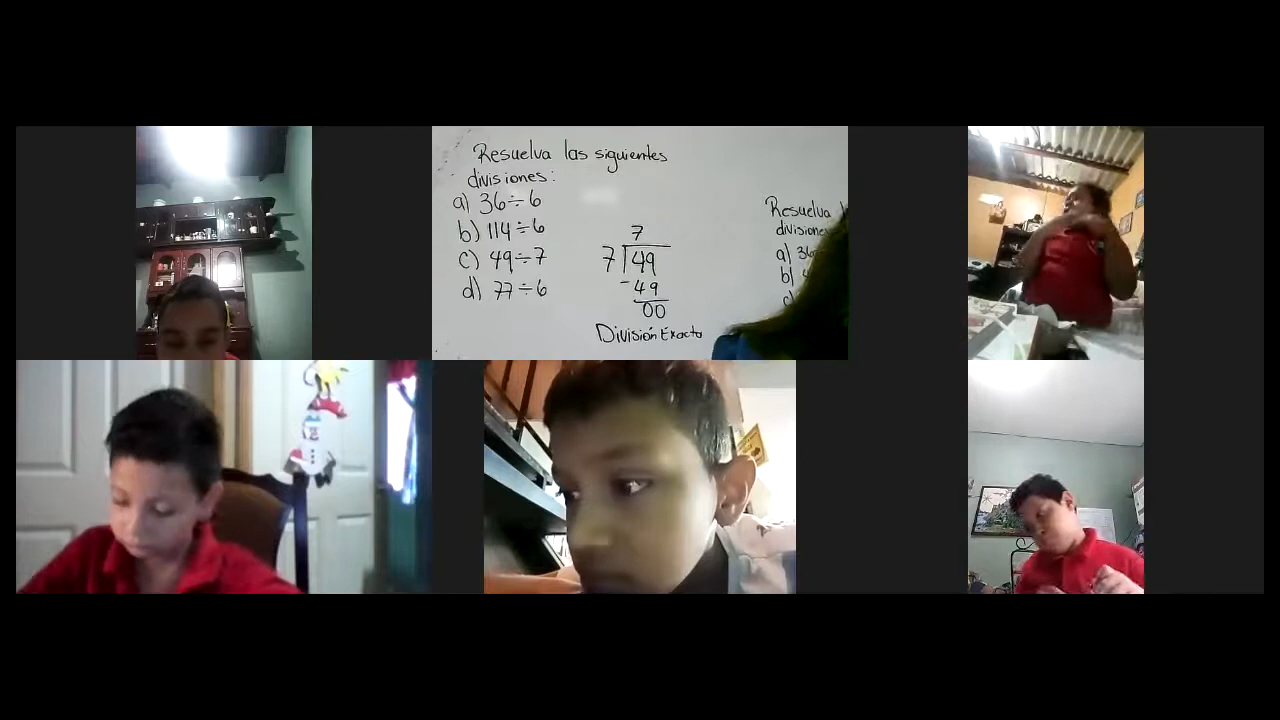 Resuelva las siguientes
divisiones:
a) 36÷6
b) 114÷6
c) 49÷7
d) 77÷6
7
7 49
-49
00
División Exacta
Resuelva
a) 36
b)
c)